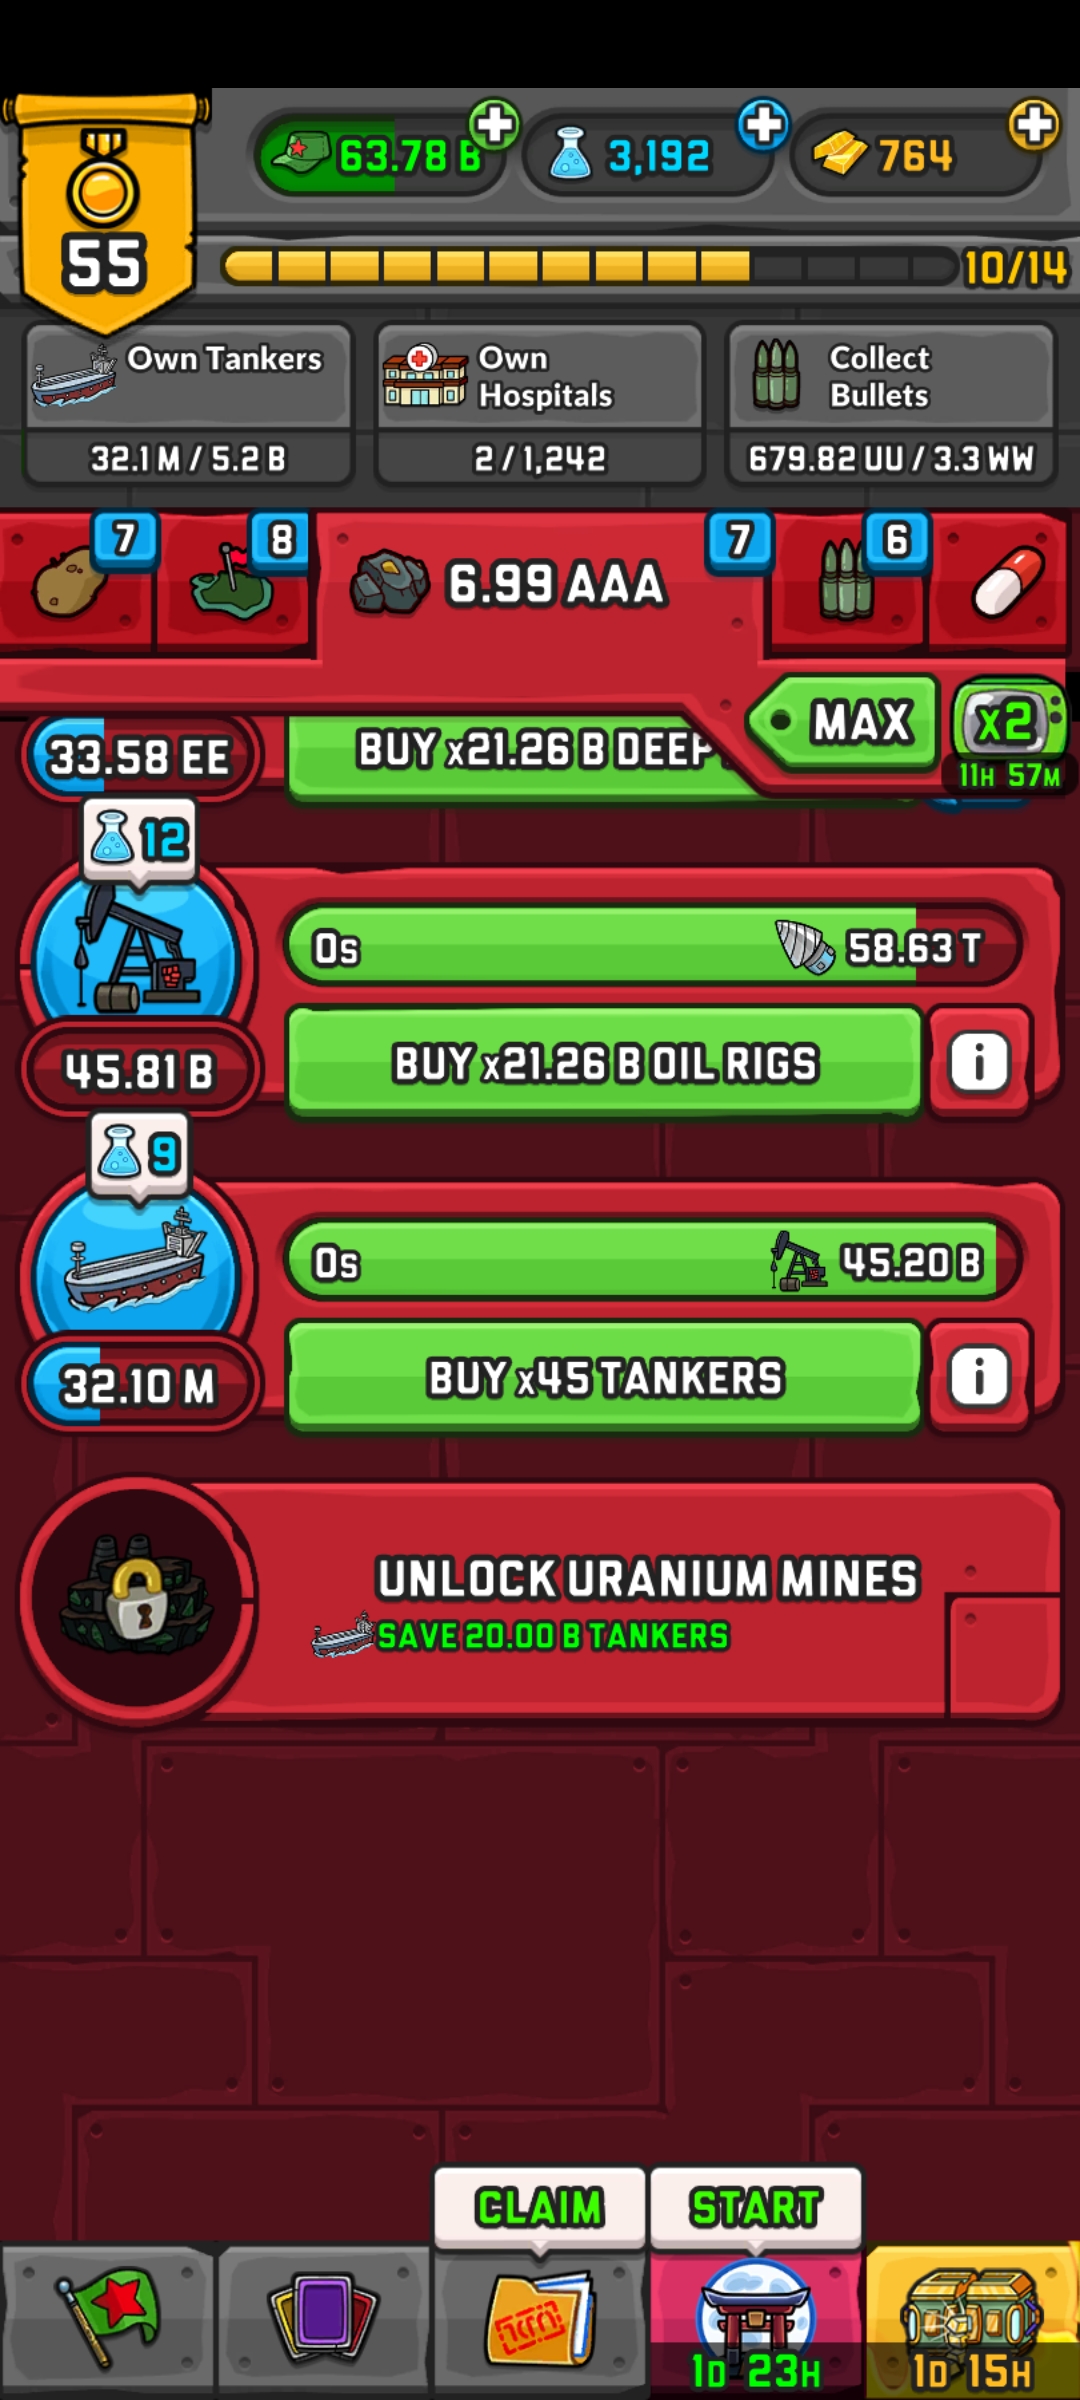 63.78 B
3,192
764
55
10/14
Own Tankers
32.1 M / 5.2 B
Own
Hospitals
2 / 1,242
Collect
Bullets
679.82 UU / 3.3 WW
7
8
6.99 AAA
7
6
MAX
x2
11H 57M
33.58 EE
BUY x21.26 B DEEP
12
0s
58.63 T
45.81 B
BUY x21.26 B OIL RIGS
i
9
0s
45.20 B
32.10 M
BUY x45 TANKERS
i
UNLOCK URANIUM MINES
SAVE 20.00 B TANKERS
CLAIM
START
1D 23H
1D 15H